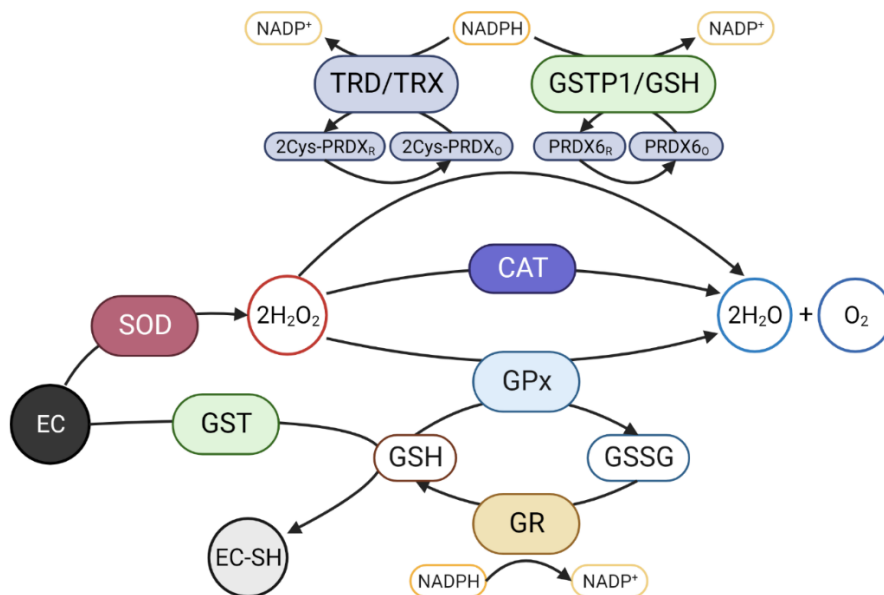 NADP⁺
NADPH
NADP⁺
TRD/TRX
GSTP1/GSH
2Cys-PRDX_R
2Cys-PRDX_O
PRDX6_R
PRDX6_O
CAT
SOD
2H₂O₂
2H₂O + O₂
GPx
EC
GST
GSH
GSSG
GR
EC-SH
NADPH
NADP⁺